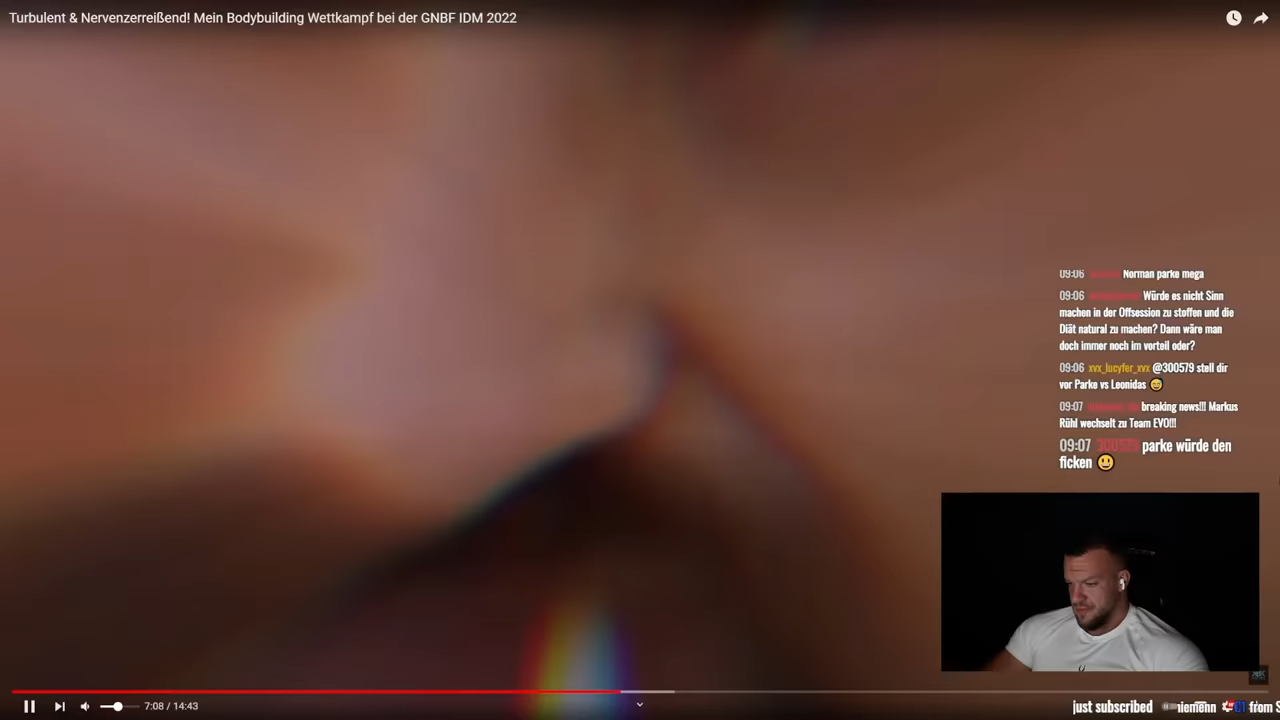 Turbulent & Nervenzerreißend! Mein Bodybuilding Wettkampf bei der GNBF IDM 2022
09:06 Norman parke mega
09:06 Würde es nicht Sinn
machen in der Offsession zu stoffen und die
Diät natural zu machen? Dann wäre man
doch immer noch im vorteil oder?
09:06 xvx_lucyfer_xvx @300579 stell dir
vor Parke vs Leonidas 😅
09:07 breaking news!!! Markus
Rühl wechselt zu Team EVO!!!
09:07 300579 parke würde den
ficken 😃
7:08 / 14:43
just subscribed
from S